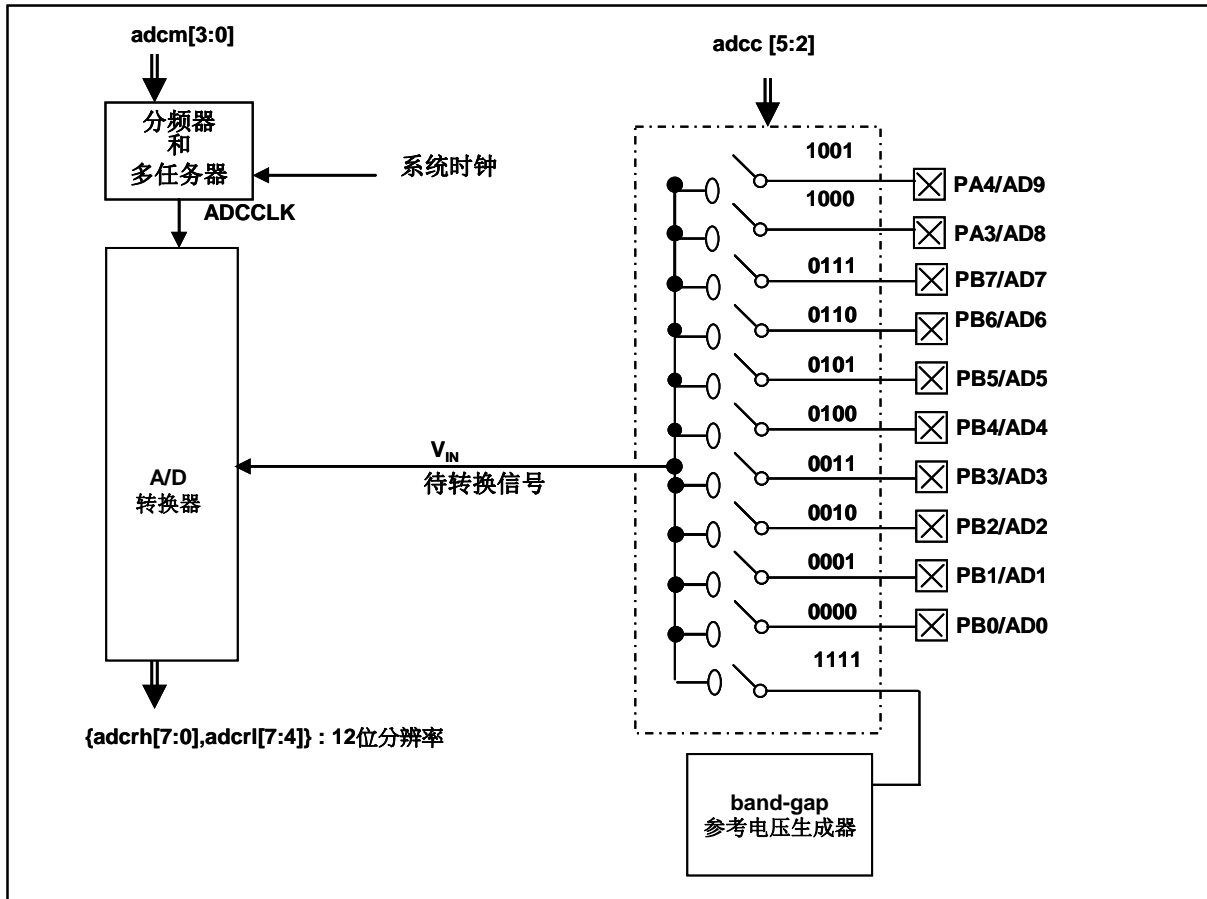 adcm[3:0]
adcc [5:2]
分频器
和
多任务器
系统时钟
ADCCLK
A/D
转换器
VIN
待转换信号
{adcrh[7:0],adcrl[7:4]} : 12位分辨率
1001
PA4/AD9
1000
PA3/AD8
0111
PB7/AD7
0110
PB6/AD6
0101
PB5/AD5
0100
PB4/AD4
0011
PB3/AD3
0010
PB2/AD2
0001
PB1/AD1
0000
PB0/AD0
1111
band-gap
参考电压生成器